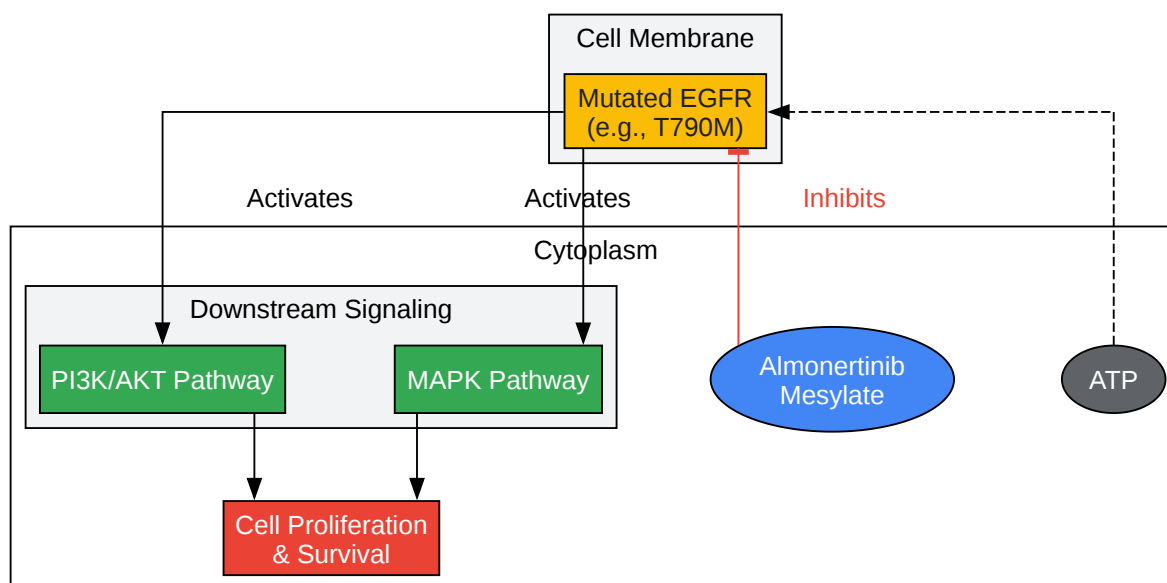 Cell Membrane
Mutated EGFR
(e.g., T790M)
Activates
Activates
Inhibits
Cytoplasm
Downstream Signaling
PI3K/AKT Pathway
MAPK Pathway
Almonertinib
Mesylate
ATP
Cell Proliferation
& Survival